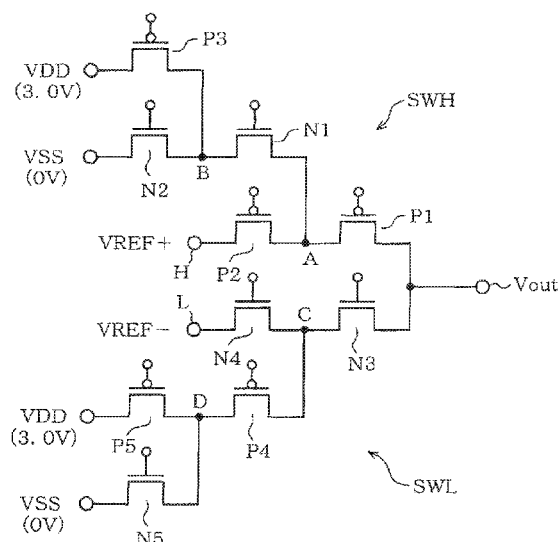 P3
VDD
(3. 0V)
SWH
N1
VSS
(0V)
N2
B
P1
VREF+
H
P2
A
Vout
L
C
VREF−
N4
N3
D
VDD
(3. 0V)
P5
P4
SWL
VSS
(0V)
N5